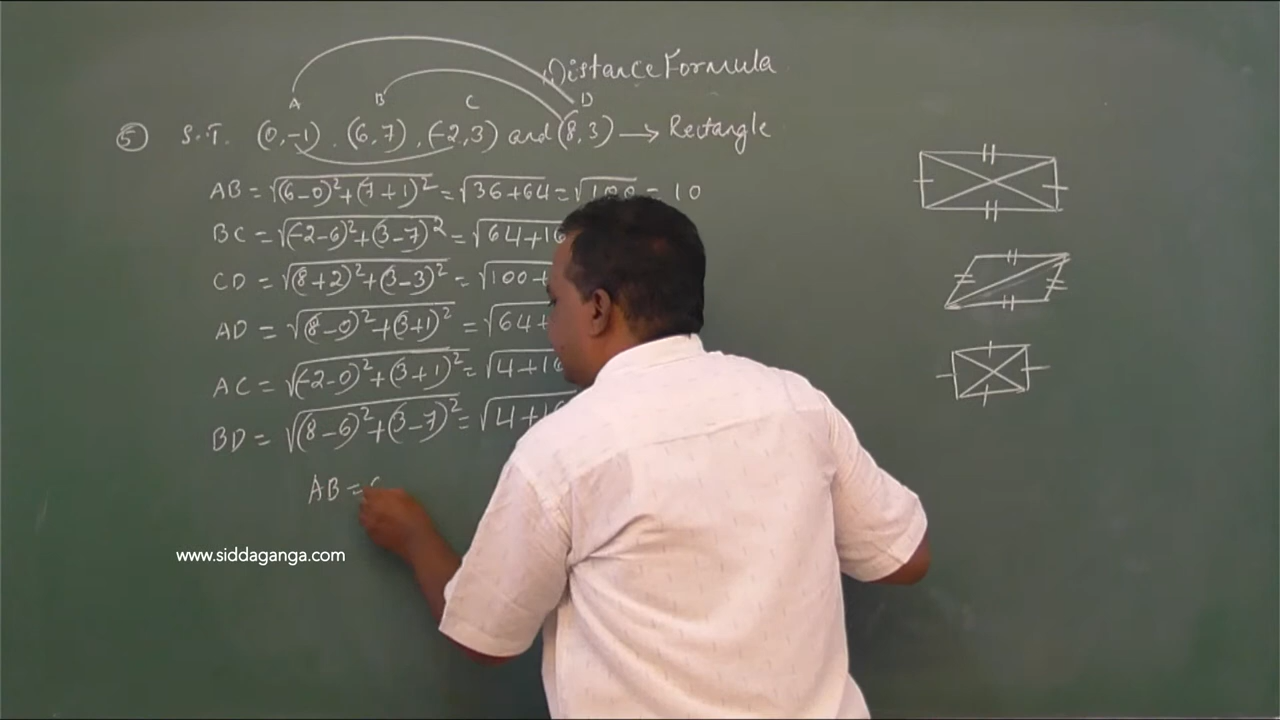 Distance Formula
A B C D
5 S.T. (0,-1), (6,7), (-2,3) and (8,3) → Rectangle
AB = √(6-0)²+(7+1)² = √36+64 = √100 = 10
BC = √(-2-6)²+(3-7)² = √64+16
CD = √(8+2)²+(3-3)² = √100+
AD = √(8-0)²+(3+1)² = √64+
AC = √(-2-0)²+(3+1)² = √4+16
BD = √(8-6)²+(3-7)² = √4+16
AB =
www.siddaganga.com